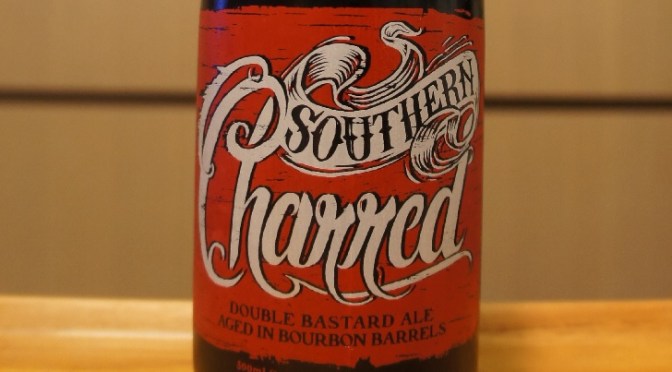 SOUTHERN
Charred
DOUBLE BASTARD ALE
AGED IN BOURBON BARRELS